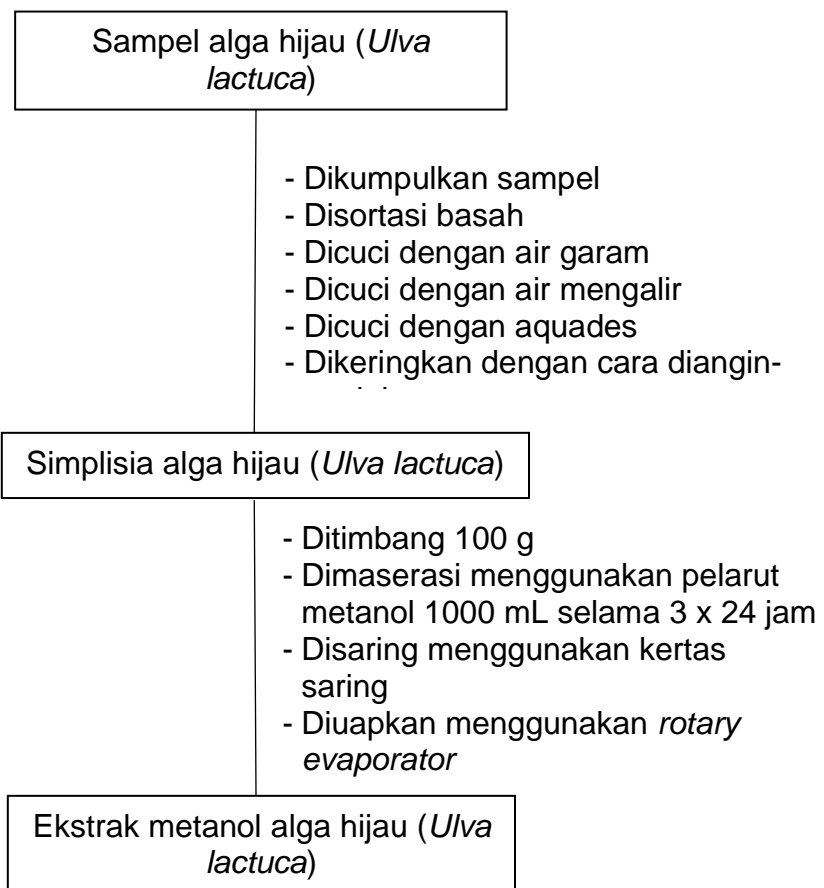 Sampel alga hijau (Ulva
lactuca)
- Dikumpulkan sampel
- Disortasi basah
- Dicuci dengan air garam
- Dicuci dengan air mengalir
- Dicuci dengan aquades
- Dikeringkan dengan cara diangin-
Simplisia alga hijau (Ulva lactuca)
- Ditimbang 100 g
- Dimaserasi menggunakan pelarut
metanol 1000 mL selama 3 x 24 jam
- Disaring menggunakan kertas
saring
- Diuapkan menggunakan rotary
evaporator
Ekstrak metanol alga hijau (Ulva
lactuca)